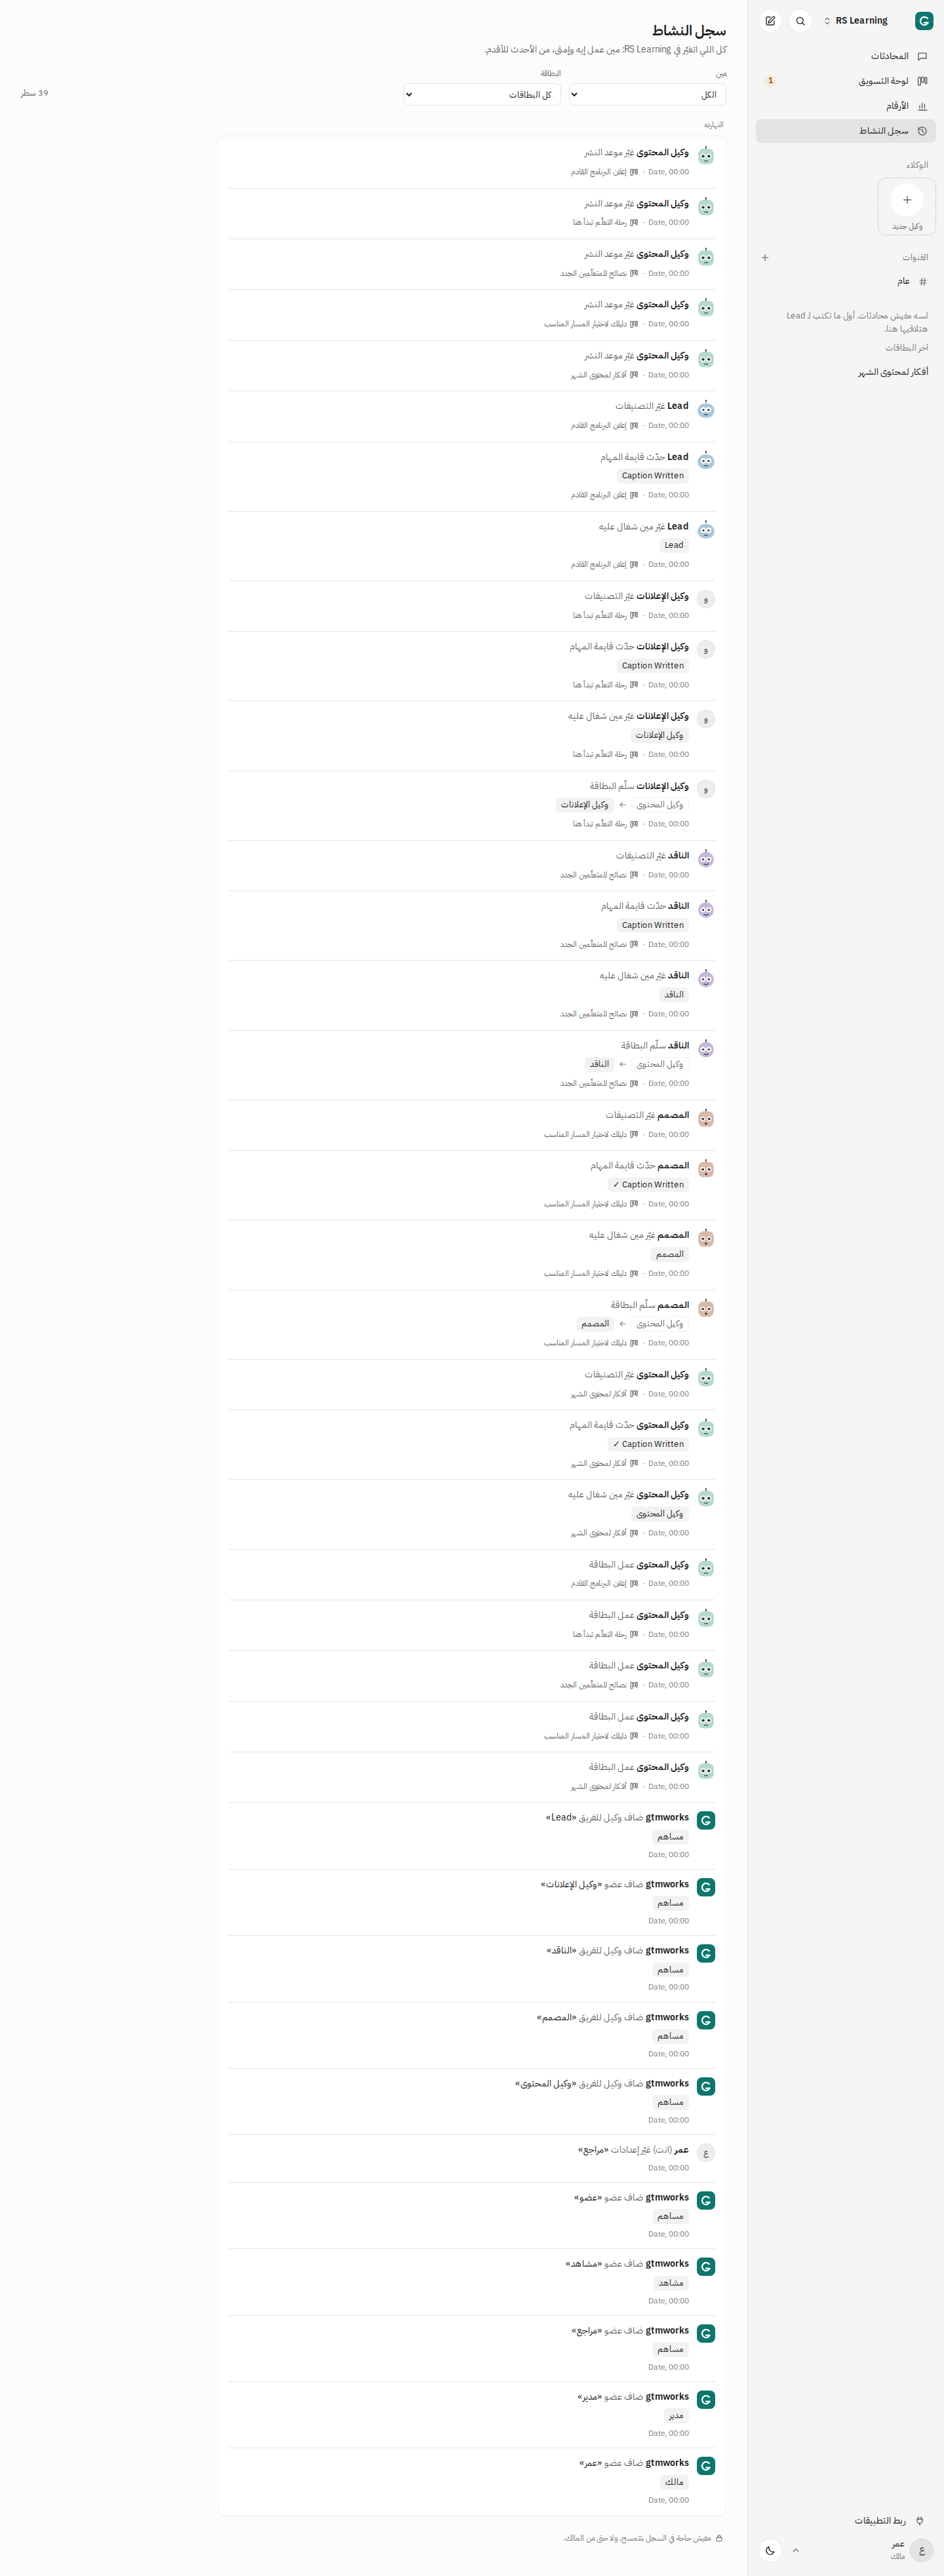 RS Learning
المحادثات
لوحة التسويق
1
الأرقام
سجل النشاط
الوكلاء
وكيل جديد
القنوات
# عام
لسه مفيش محادثات. أول ما تكتب لـ Lead هتلاقيها هنا.
آخر البطاقات
أفكار لمحتوى الشهر
ربط التطبيقات
ع
عمر
مالك
سجل النشاط
كل اللي اتغيّر في RS Learning: مين عمل إيه وإمتى، من الأحدث للأقدم.
مين
الكل
البطاقة
كل البطاقات
39 سطر
النهارده
وكيل المحتوى غيّر موعد النشر
Date, 00:00 · إعلان البرنامج القادم
وكيل المحتوى غيّر موعد النشر
Date, 00:00 · رحلة التعلّم تبدأ هنا
وكيل المحتوى غيّر موعد النشر
Date, 00:00 · نصائح للمتعلّمين الجدد
وكيل المحتوى غيّر موعد النشر
Date, 00:00 · دليلك لاختيار المسار المناسب
وكيل المحتوى غيّر موعد النشر
Date, 00:00 · أفكار لمحتوى الشهر
Lead غيّر التصنيفات
Date, 00:00 · إعلان البرنامج القادم
Lead حدّث قايمة المهام
Caption Written
Date, 00:00 · إعلان البرنامج القادم
Lead غيّر مين شغال عليه
Lead
Date, 00:00 · إعلان البرنامج القادم
و
وكيل الإعلانات غيّر التصنيفات
Date, 00:00 · رحلة التعلّم تبدأ هنا
و
وكيل الإعلانات حدّث قايمة المهام
Caption Written
Date, 00:00 · رحلة التعلّم تبدأ هنا
و
وكيل الإعلانات غيّر مين شغال عليه
وكيل الإعلانات
Date, 00:00 · رحلة التعلّم تبدأ هنا
و
وكيل الإعلانات سلّم البطاقة
وكيل المحتوى ← وكيل الإعلانات
Date, 00:00 · رحلة التعلّم تبدأ هنا
الناقد غيّر التصنيفات
Date, 00:00 · نصائح للمتعلّمين الجدد
الناقد حدّث قايمة المهام
Caption Written
Date, 00:00 · نصائح للمتعلّمين الجدد
الناقد غيّر مين شغال عليه
الناقد
Date, 00:00 · نصائح للمتعلّمين الجدد
الناقد سلّم البطاقة
وكيل المحتوى ← الناقد
Date, 00:00 · نصائح للمتعلّمين الجدد
المصمم غيّر التصنيفات
Date, 00:00 · دليلك لاختيار المسار المناسب
المصمم حدّث قايمة المهام
Caption Written ✓
Date, 00:00 · دليلك لاختيار المسار المناسب
المصمم غيّر مين شغال عليه
المصمم
Date, 00:00 · دليلك لاختيار المسار المناسب
المصمم سلّم البطاقة
وكيل المحتوى ← المصمم
Date, 00:00 · دليلك لاختيار المسار المناسب
وكيل المحتوى غيّر التصنيفات
Date, 00:00 · أفكار لمحتوى الشهر
وكيل المحتوى حدّث قايمة المهام
Caption Written ✓
Date, 00:00 · أفكار لمحتوى الشهر
وكيل المحتوى غيّر مين شغال عليه
وكيل المحتوى
Date, 00:00 · أفكار لمحتوى الشهر
وكيل المحتوى عمل البطاقة
Date, 00:00 · إعلان البرنامج القادم
وكيل المحتوى عمل البطاقة
Date, 00:00 · رحلة التعلّم تبدأ هنا
وكيل المحتوى عمل البطاقة
Date, 00:00 · نصائح للمتعلّمين الجدد
وكيل المحتوى عمل البطاقة
Date, 00:00 · دليلك لاختيار المسار المناسب
وكيل المحتوى عمل البطاقة
Date, 00:00 · أفكار لمحتوى الشهر
gtmworks ضاف وكيل للفريق «Lead»
مساهم
Date, 00:00
gtmworks ضاف عضو «وكيل الإعلانات»
مساهم
Date, 00:00
gtmworks ضاف وكيل للفريق «الناقد»
مساهم
Date, 00:00
gtmworks ضاف وكيل للفريق «المصمم»
مساهم
Date, 00:00
gtmworks ضاف وكيل للفريق «وكيل المحتوى»
مساهم
Date, 00:00
ع
عمر (انت) غيّر إعدادات «مراجع»
Date, 00:00
gtmworks ضاف عضو «عضو»
مساهم
Date, 00:00
gtmworks ضاف عضو «مشاهد»
مشاهد
Date, 00:00
gtmworks ضاف عضو «مراجع»
مساهم
Date, 00:00
gtmworks ضاف عضو «مدير»
مدير
Date, 00:00
gtmworks ضاف عضو «عمر»
مالك
Date, 00:00
مفيش حاجة في السجل بتتمسح، ولا حتى من المالك.